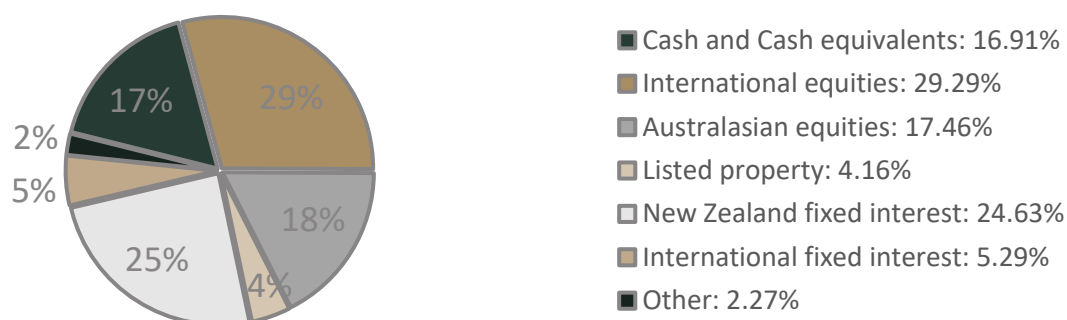 17%
29%
2%
5%
18%
25%
4%
Cash and Cash equivalents: 16.91%
International equities: 29.29%
Australasian equities: 17.46%
Listed property: 4.16%
New Zealand fixed interest: 24.63%
International fixed interest: 5.29%
Other: 2.27%